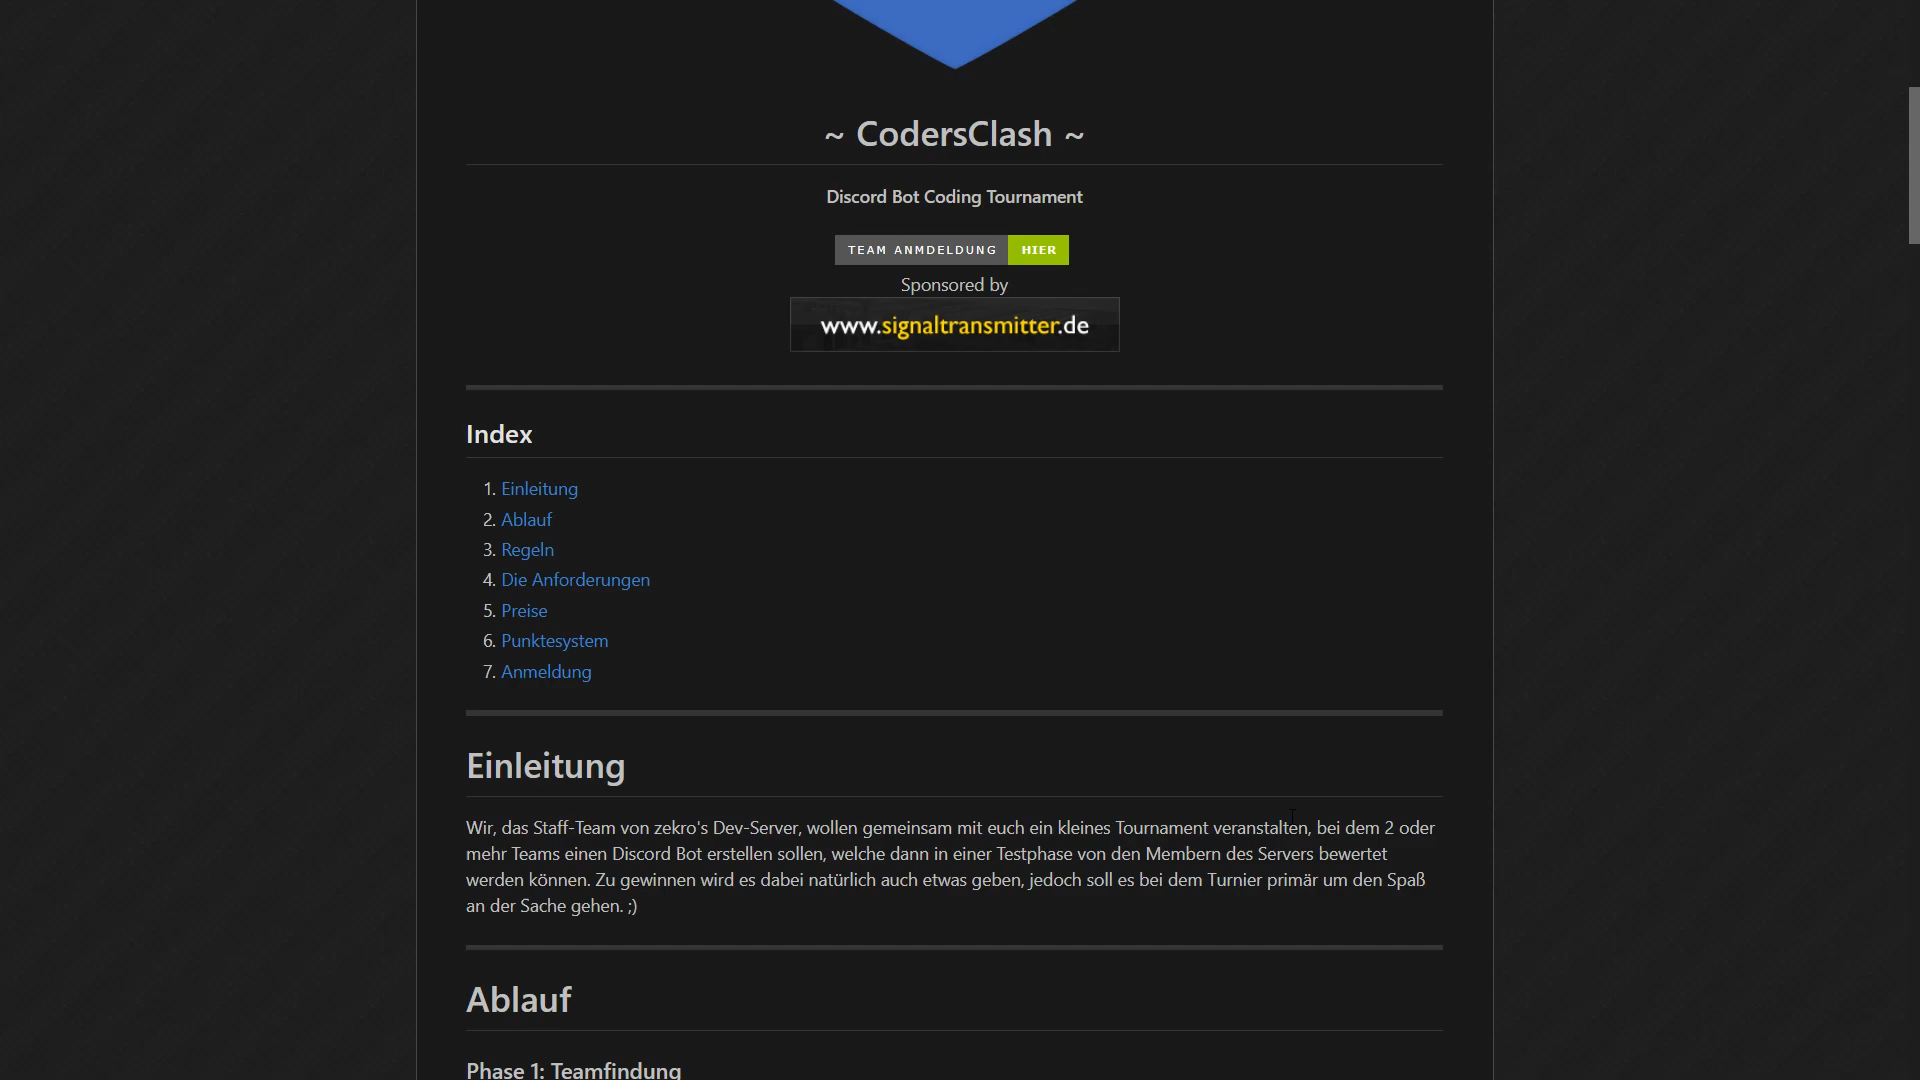 ~ CodersClash ~
Discord Bot Coding Tournament
TEAM ANMDELDUNG HIER
Sponsored by
www.signaltransmitter.de
Index
1. Einleitung
2. Ablauf
3. Regeln
4. Die Anforderungen
5. Preise
6. Punktesystem
7. Anmeldung
Einleitung
Wir, das Staff-Team von zekro's Dev-Server, wollen gemeinsam mit euch ein kleines Tournament veranstalten, bei dem 2 oder
mehr Teams einen Discord Bot erstellen sollen, welche dann in einer Testphase von den Membern des Servers bewertet
werden können. Zu gewinnen wird es dabei natürlich auch etwas geben, jedoch soll es bei dem Turnier primär um den Spaß
an der Sache gehen. ;)
Ablauf
Phase 1: Teamfindung